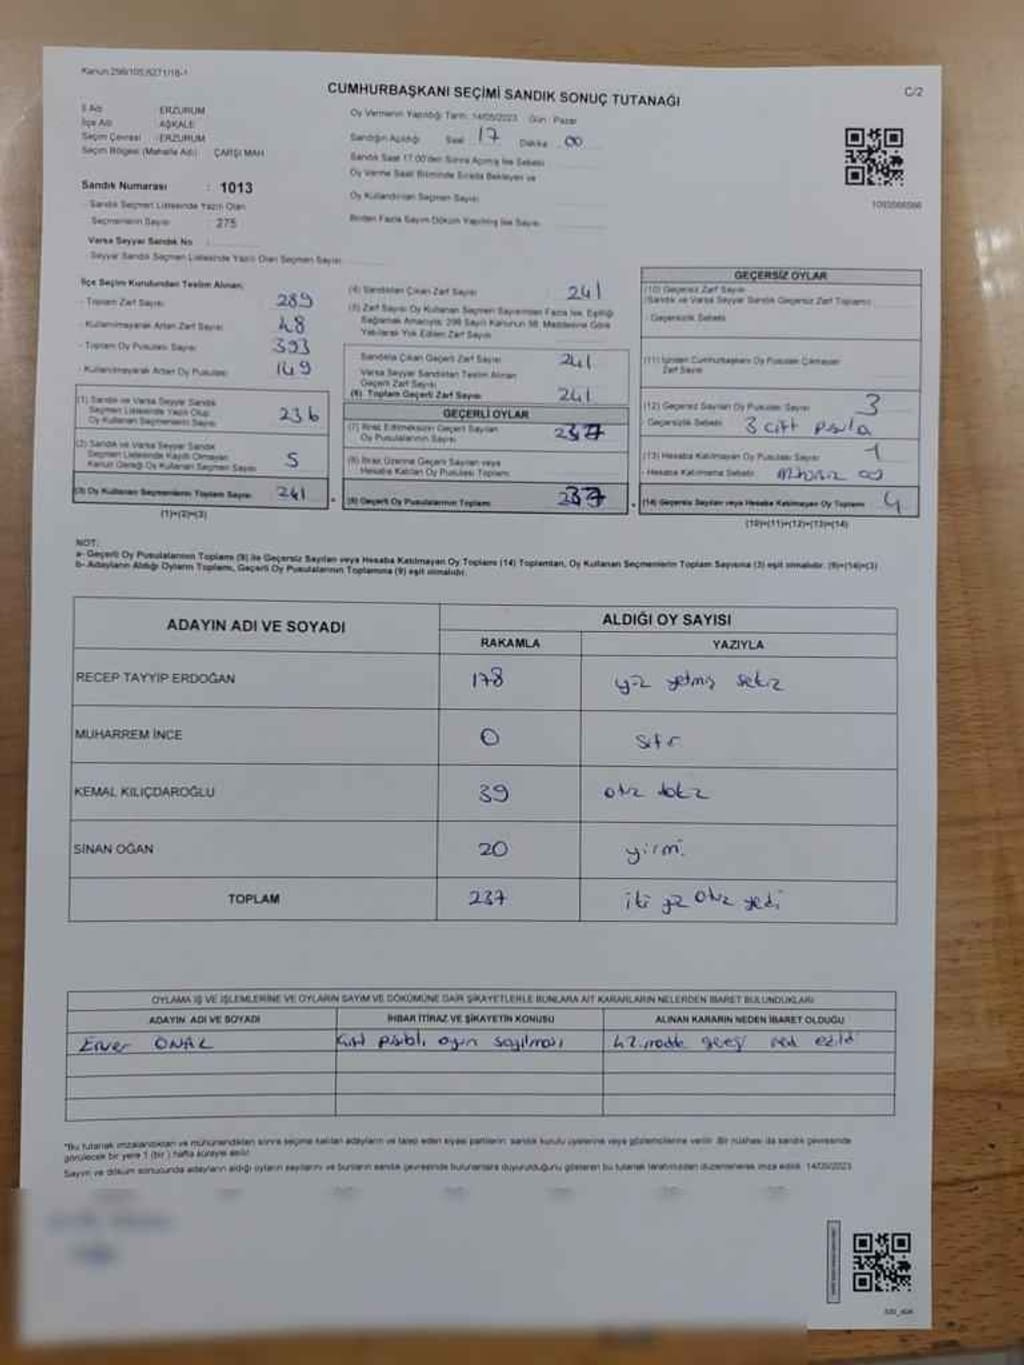 Kanun:298/105;6271/18-1
CUMHURBAŞKANI SEÇİMİ SANDIK SONUÇ TUTANAĞI
C/2
İl Adı : ERZURUM
İlçe Adı : AŞKALE
Seçim Çevresi : ERZURUM
Seçim Bölgesi (Mahalle Adı) : ÇARŞI MAH
Sandık Numarası : 1013
- Sandık Seçmen Listesinde Yazılı Olan
Seçmenlerin Sayısı : 275
Varsa Seyyar Sandık No :
- Seyyar Sandık Seçmen Listesinde Yazılı Olan Seçmen Sayısı:
Oy Vermenin Yapıldığı Tarih: 14/05/2023 Gün : Pazar
Sandığın Açıldığı Saat : 17 Dakika : 00
Sandık Saat 17.00'den Sonra Açılmış İse Sebebi
Oy Verme Saat Bitiminde Sırada Bekleyen ve
Oy Kullandırılan Seçmen Sayısı
Birden Fazla Sayım Döküm Yapılmış İse Sayısı
İlçe Seçim Kurulundan Teslim Alınan;
- Toplam Zarf Sayısı : 289
- Kullanılmayarak Artan Zarf Sayısı : 48
- Toplam Oy Pusulası Sayısı : 393
- Kullanılmayarak Artan Oy Pusulası : 149
(1) Sandık ve Varsa Seyyar Sandık
Seçmen Listesinde Yazılı Olup
Oy Kullanan Seçmenlerin Sayısı : 236
(2) Sandık ve Varsa Seyyar Sandık
Seçmen Listesinde Kayıtlı Olmayan
Kanun Gereği Oy Kullanan Seçmen Sayısı : 5
(3) Oy Kullanan Seçmenlerin Toplam Sayısı : 241
(1)+(2)=(3)
(4) Sandıktan Çıkan Zarf Sayısı : 241
(5) Zarf Sayısı Oy Kullanan Seçmen Sayısından Fazla İse, Eşitliği
Sağlamak Amacıyla; 298 Sayılı Kanunun 98. Maddesine Göre
Yakılarak Yok Edilen Zarf Sayısı
Sandıkta Çıkan Geçerli Zarf Sayısı : 241
Varsa Seyyar Sandıktan Teslim Alınan
Geçerli Zarf Sayısı
(6) Toplam Geçerli Zarf Sayısı : 241
GEÇERLİ OYLAR
(7) İtiraz Edilmeksizin Geçerli Sayılan
Oy Pusulalarının Sayısı : 237
(8) İtiraz Üzerine Geçerli Sayılan veya
Hesaba Katılan Oy Pusulası Toplamı
(9) Geçerli Oy Pusulalarının Toplamı : 237
GEÇERSİZ OYLAR
(10) Geçersiz Zarf Sayısı
(Sandık ve Varsa Seyyar Sandık Geçersiz Zarf Toplamı)
- Geçersizlik Sebebi
(11) İçinden Cumhurbaşkanı Oy Pusulası Çıkmayan
Zarf Sayısı
(12) Geçersiz Sayılan Oy Pusulası Sayısı : 3
- Geçersizlik Sebebi : 3 çift pusula
(13) Hesaba Katılmayan Oy Pusulası Sayısı : 1
- Hesaba Katılmama Sebebi : Mühürsüz oy
(14) Geçersiz Sayılan veya Hesaba Katılmayan Oy Toplamı : 4
(10)+(11)+(12)+(13)=(14)
NOT:
a- Geçerli Oy Pusulalarının Toplamı (9) ile Geçersiz Sayılan veya Hesaba Katılmayan Oy Toplamı (14) Toplamları, Oy Kullanan Seçmenlerin Toplam Sayısına (3) eşit olmalıdır. (9)+(14)=(3)
b- Adayların Aldığı Oyların Toplamı, Geçerli Oy Pusulalarının Toplamına (9) eşit olmalıdır.
ADAYIN ADI VE SOYADI ALDIĞI OY SAYISI
RAKAMLA YAZIYLA
RECEP TAYYİP ERDOĞAN 178 yüz yetmiş sekiz
MUHARREM İNCE 0 sıfır
KEMAL KILIÇDAROĞLU 39 otuz dokuz
SİNAN OĞAN 20 yirmi
TOPLAM 237 iki yüz otuz yedi
OYLAMA İŞ VE İŞLEMLERİNE VE OYLARIN SAYIM VE DÖKÜMÜNE DAİR ŞİKAYETLERLE BUNLARA AİT KARARLARIN NELERDEN İBARET BULUNDUKLARI
ADAYIN ADI VE SOYADI İHBAR İTİRAZ VE ŞİKAYETİN KONUSU ALINAN KARARIN NEDEN İBARET OLDUĞU
Enver ÜNAL çift pusulalı oyun sayılması madde gereği red edildi
*Bu tutanak imzalandıktan ve mühürlendikten sonra seçime katılan adayların ve talep eden siyasi partilerin sandık kurulu üyelerine veya gözlemcilerine verilir. Bir nüshası da sandık çevresinde
görülecek bir yere 1 (bir) hafta süreyle asılır.
Sayım ve döküm sonucunda adayların aldığı oyların sayılarını ve bunların sandık çevresinde bulunanlara duyurulduğunu gösteren bu tutanak tarafımızdan düzenlenerek imza edildi. 14/05/2023